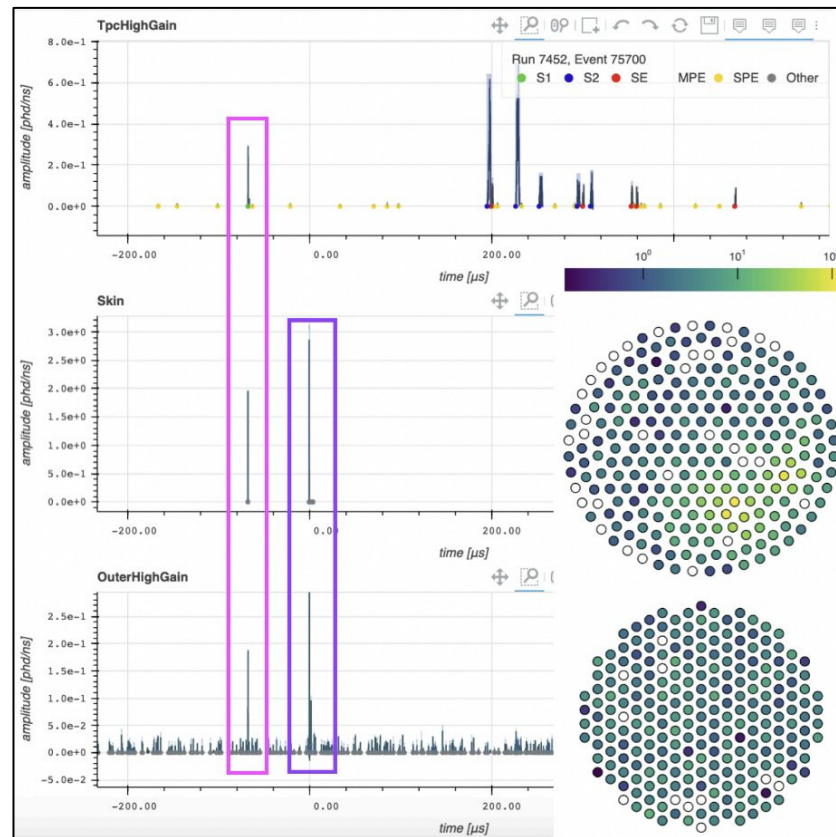 TpcHighGain
Run 7452, Event 75700
S1 S2 SE MPE SPE Other
8.0e-1
6.0e-1
4.0e-1
2.0e-1
0.0e+0
amplitude [phd/ns]
-200.00 0.00 200.00
time [µs]
10⁰ 10¹
Skin
3.0e+0
2.5e+0
2.0e+0
1.5e+0
1.0e+0
5.0e-1
0.0e+0
amplitude [phd/ns]
-200.00 0.00 200.00
time [µs]
OuterHighGain
2.5e-1
2.0e-1
1.5e-1
1.0e-1
5.0e-2
0.0e+0
-5.0e-2
amplitude [phd/ns]
-200.00 0.00 200.00
time [µs]